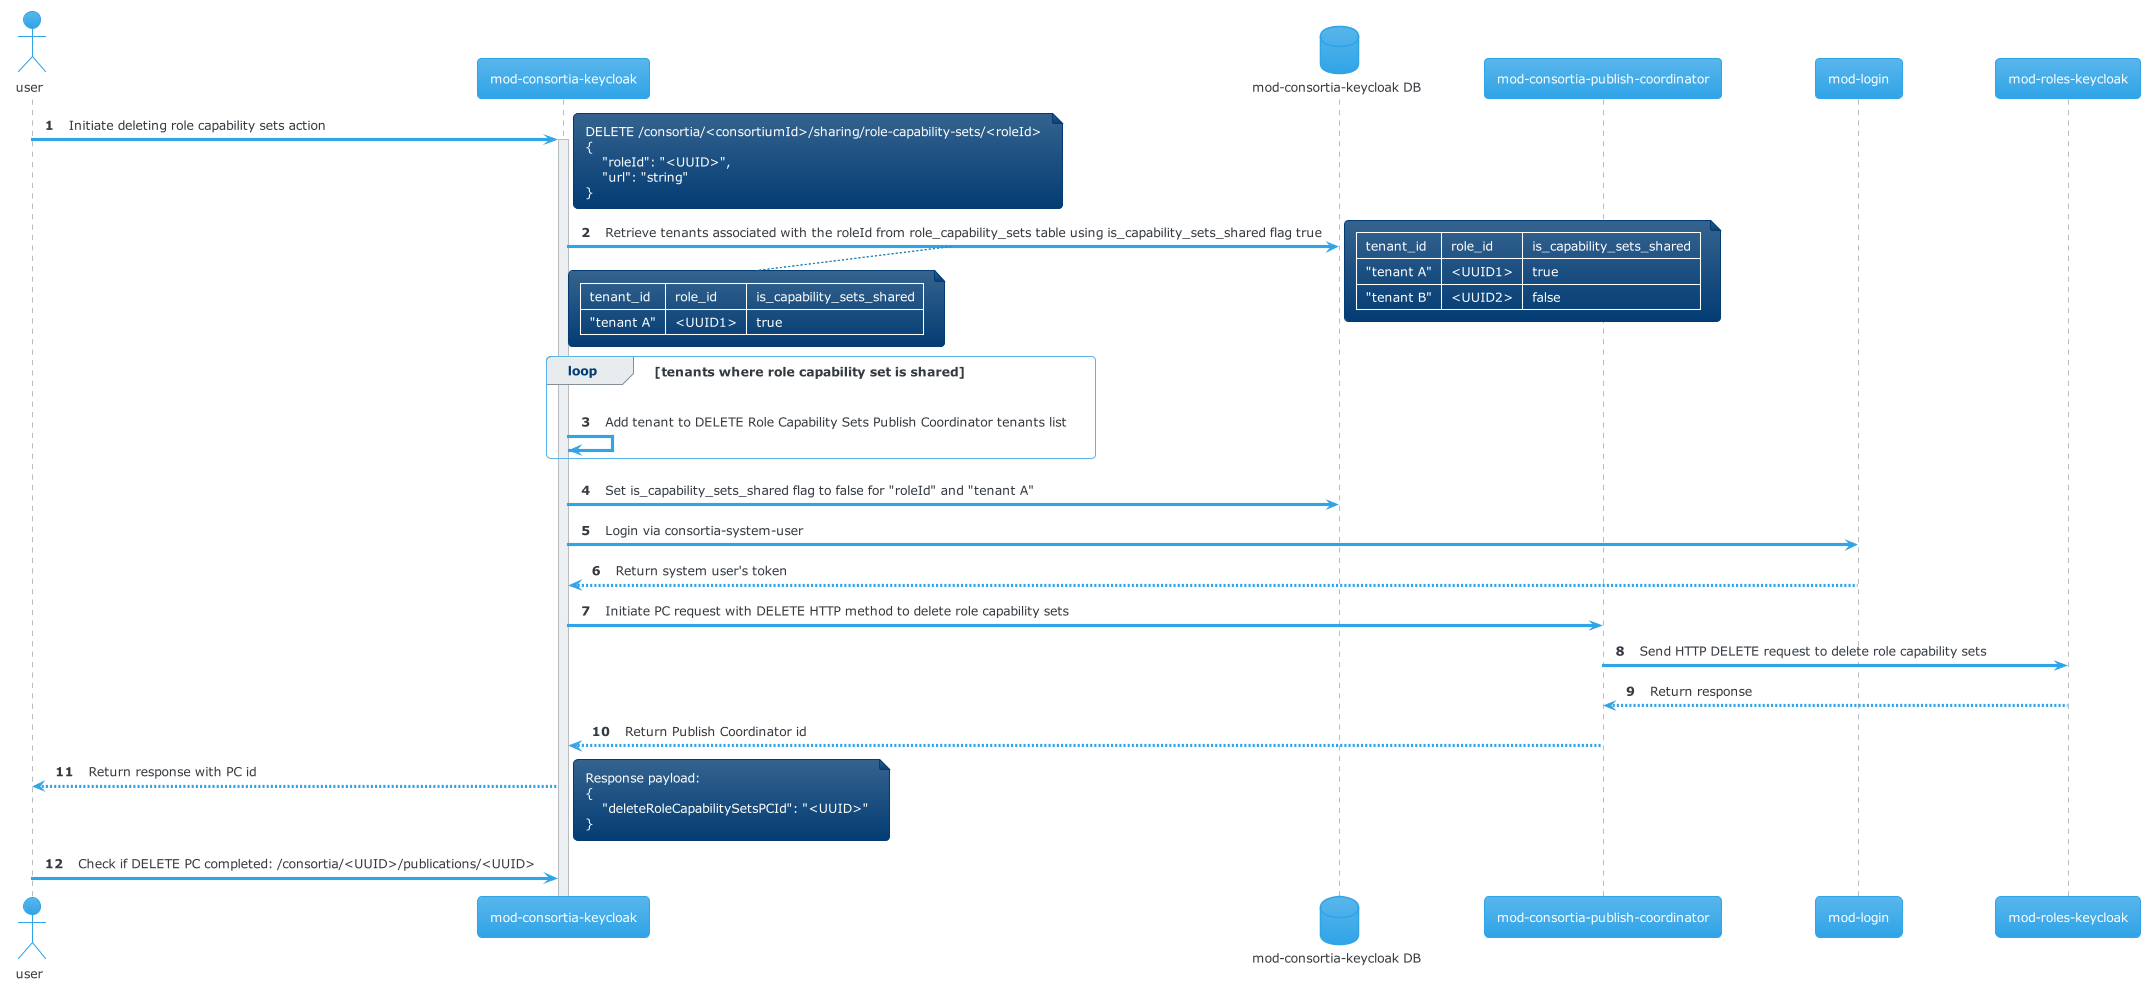 user
mod-consortia-keycloak
mod-consortia-keycloak DB
mod-consortia-publish-coordinator
mod-login
mod-roles-keycloak
1 Initiate deleting role capability sets action
DELETE /consortia/<consortiumId>/sharing/role-capability-sets/<roleId>
{
"roleId": "<UUID>",
"url": "string"
}
2 Retrieve tenants associated with the roleId from role_capability_sets table using is_capability_sets_shared flag true
tenant_id role_id is_capability_sets_shared
"tenant A" <UUID1> true
"tenant B" <UUID2> false
tenant_id role_id is_capability_sets_shared
"tenant A" <UUID1> true
loop [tenants where role capability set is shared]
3 Add tenant to DELETE Role Capability Sets Publish Coordinator tenants list
4 Set is_capability_sets_shared flag to false for "roleId" and "tenant A"
5 Login via consortia-system-user
6 Return system user's token
7 Initiate PC request with DELETE HTTP method to delete role capability sets
8 Send HTTP DELETE request to delete role capability sets
9 Return response
10 Return Publish Coordinator id
11 Return response with PC id
Response payload:
{
"deleteRoleCapabilitySetsPCId": "<UUID>"
}
12 Check if DELETE PC completed: /consortia/<UUID>/publications/<UUID>
user
mod-consortia-keycloak
mod-consortia-keycloak DB
mod-consortia-publish-coordinator
mod-login
mod-roles-keycloak